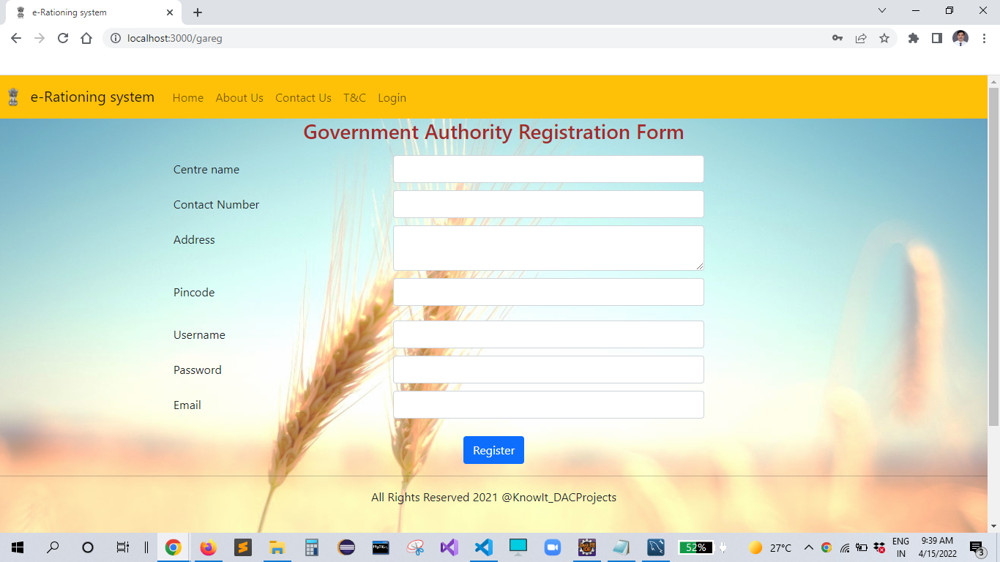 e-Rationing system
localhost:3000/gareg
e-Rationing system Home About Us Contact Us T&C Login
Government Authority Registration Form
Centre name
Contact Number
Address
Pincode
Username
Password
Email
Register
All Rights Reserved 2021 @KnowIt_DACProjects
52% 27°C ENG 9:39 AM
IN 4/15/2022 3